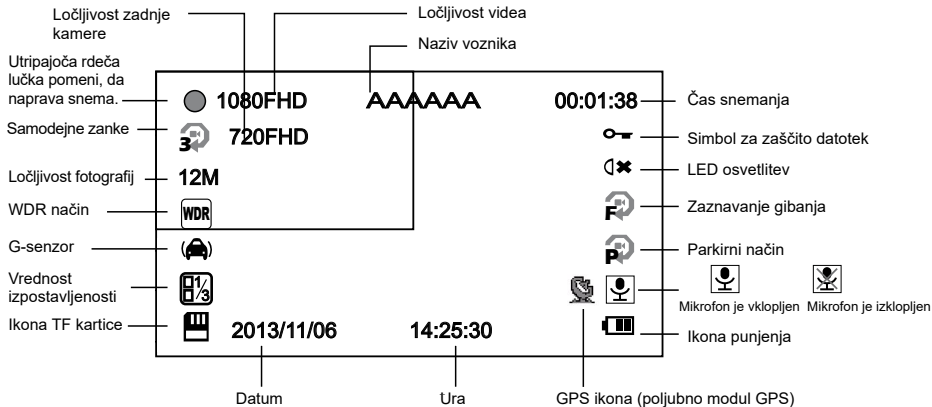 Ločljivost zadnje
kamere
Ločljivost videa
Naziv voznika
Utripajoča rdeča
lučka pomeni, da
naprava snema.
1080FHD
AAAAAA
00:01:38
Čas snemanja
Samodejne zanke
3
720FHD
Simbol za zaščito datotek
Ločljivost fotografij
12M
LED osvetlitev
WDR način
WDR
F
Zaznavanje gibanja
G-senzor
P
Parkirni način
Vrednost
izpostavljenosti
1/3
Mikrofon je vklopljen
Mikrofon je izklopljen
Ikona TF kartice
2013/11/06
14:25:30
Ikona punjenja
Datum
Ura
GPS ikona (poljubno modul GPS)